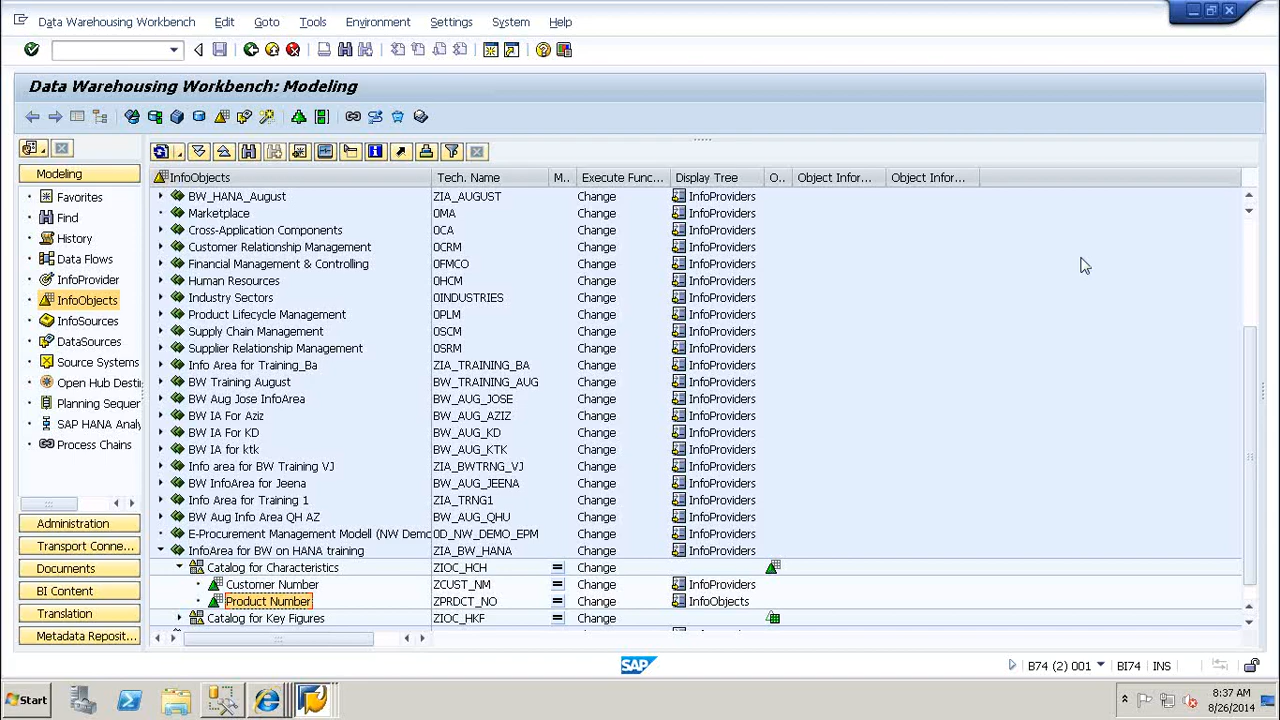 Data Warehousing Workbench Edit Goto Tools Environment Settings System Help
Data Warehousing Workbench: Modeling
Modeling
Favorites
Find
History
Data Flows
InfoProvider
InfoObjects
InfoSources
DataSources
Source Systems
Open Hub Desti
Planning Sequer
SAP HANA Analy
Process Chains
Administration
Transport Conne...
Documents
BI Content
Translation
Metadata Reposit...
InfoObjects Tech. Name M.. Execute Func... Display Tree O.. Object Infor... Object Infor...
BW_HANA_August ZIA_AUGUST Change InfoProviders
Marketplace 0MA Change InfoProviders
Cross-Application Components 0CA Change InfoProviders
Customer Relationship Management 0CRM Change InfoProviders
Financial Management & Controlling 0FMCO Change InfoProviders
Human Resources 0HCM Change InfoProviders
Industry Sectors 0INDUSTRIES Change InfoProviders
Product Lifecycle Management 0PLM Change InfoProviders
Supply Chain Management 0SCM Change InfoProviders
Supplier Relationship Management 0SRM Change InfoProviders
Info Area for Training_Ba ZIA_TRAINING_BA Change InfoProviders
BW Training August BW_TRAINING_AUG Change InfoProviders
BW Aug Jose InfoArea BW_AUG_JOSE Change InfoProviders
BW IA For Aziz BW_AUG_AZIZ Change InfoProviders
BW IA For KD BW_AUG_KD Change InfoProviders
BW IA for ktk BW_AUG_KTK Change InfoProviders
Info area for BW Training VJ ZIA_BWTRNG_VJ Change InfoProviders
BW InfoArea for Jeena BW_AUG_JEENA Change InfoProviders
Info Area for Training 1 ZIA_TRNG1 Change InfoProviders
BW Aug Info Area QH AZ BW_AUG_QHU Change InfoProviders
E-Procurement Management Modell (NW Demo 0D_NW_DEMO_EPM Change InfoProviders
InfoArea for BW on HANA training ZIA_BW_HANA Change InfoProviders
Catalog for Characteristics ZIOC_HCH = Change
Customer Number ZCUST_NM = Change InfoProviders
Product Number ZPRDCT_NO = Change InfoObjects
Catalog for Key Figures ZIOC_HKF = Change
SAP
B74 (2) 001 BI74 INS
Start
8:37 AM
8/26/2014